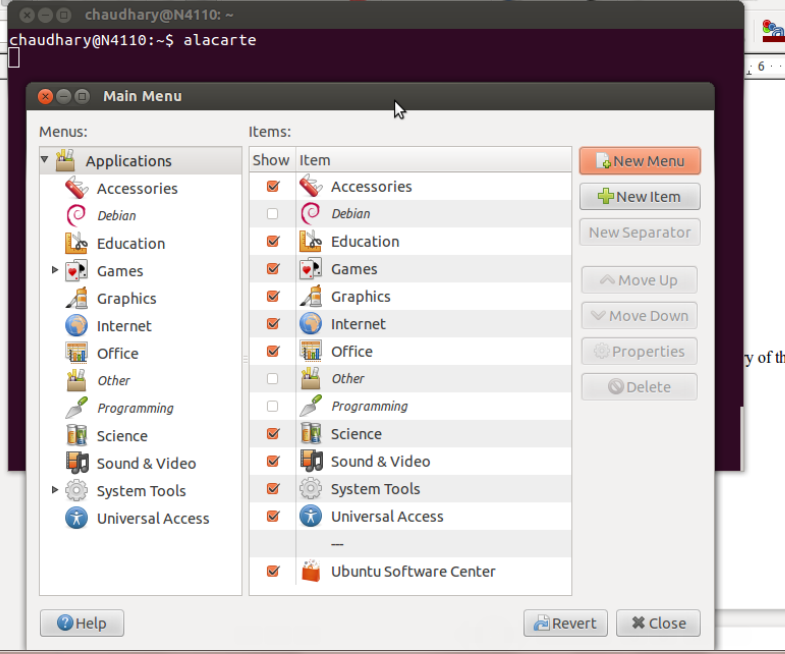 chaudhary@N4110: ~
chaudhary@N4110:~$ alacarte
6
Main Menu
Menus:
Applications
Accessories
Debian
Education
Games
Graphics
Internet
Office
Other
Programming
Science
Sound & Video
System Tools
Universal Access
Items:
Show Item
Accessories
Debian
Education
Games
Graphics
Internet
Office
Other
Programming
Science
Sound & Video
System Tools
Universal Access
---
Ubuntu Software Center
New Menu
New Item
New Separator
Move Up
Move Down
Properties
Delete
y of th
Help
Revert
Close